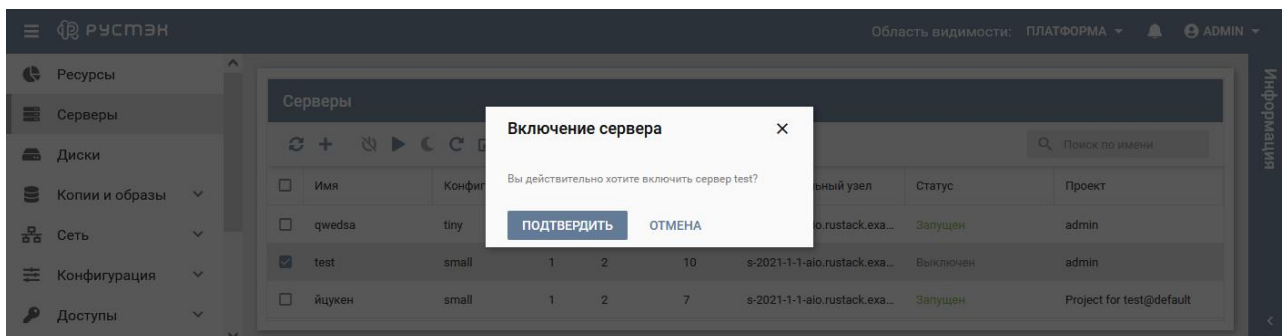 РУСТЭК
Область видимости: ПЛАТФОРМА
ADMIN
Ресурсы
Серверы
Диски
Копии и образы
Сеть
Конфигурация
Доступы
Серверы
Поиск по имени
Имя
Статус
Проект
qwedsa tiny Запущен admin
test small 1 2 10 s-2021-1-1-aio.rustack.exa... Выключен admin
йцукен small 1 2 7 s-2021-1-1-aio.rustack.exa... Запущен Project for test@default
Включение сервера
Вы действительно хотите включить сервер test?
ПОДТВЕРДИТЬ ОТМЕНА
Информация